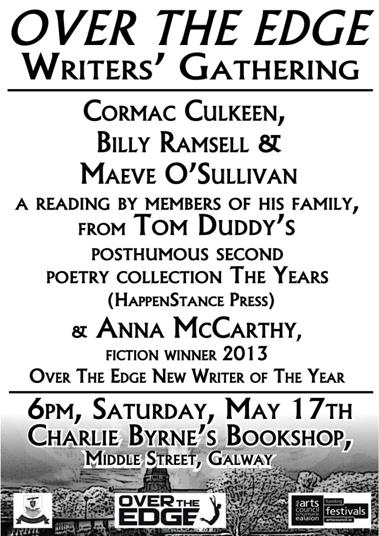 OVER THE EDGE
WRITERS' GATHERING
CORMAC CULKEEN,
BILLY RAMSELL &
MAEVE O'SULLIVAN
A READING BY MEMBERS OF HIS FAMILY,
FROM TOM DUDDY'S
POSTHUMOUS SECOND
POETRY COLLECTION THE YEARS
(HAPPENSTANCE PRESS)
& ANNA MCCARTHY,
FICTION WINNER 2013
OVER THE EDGE NEW WRITER OF THE YEAR
6PM, SATURDAY, MAY 17TH
CHARLIE BYRNE'S BOOKSHOP,
MIDDLE STREET, GALWAY
OVER THE
EDGE
arts
council
ealaíon
funding
festivals
artscouncil.ie